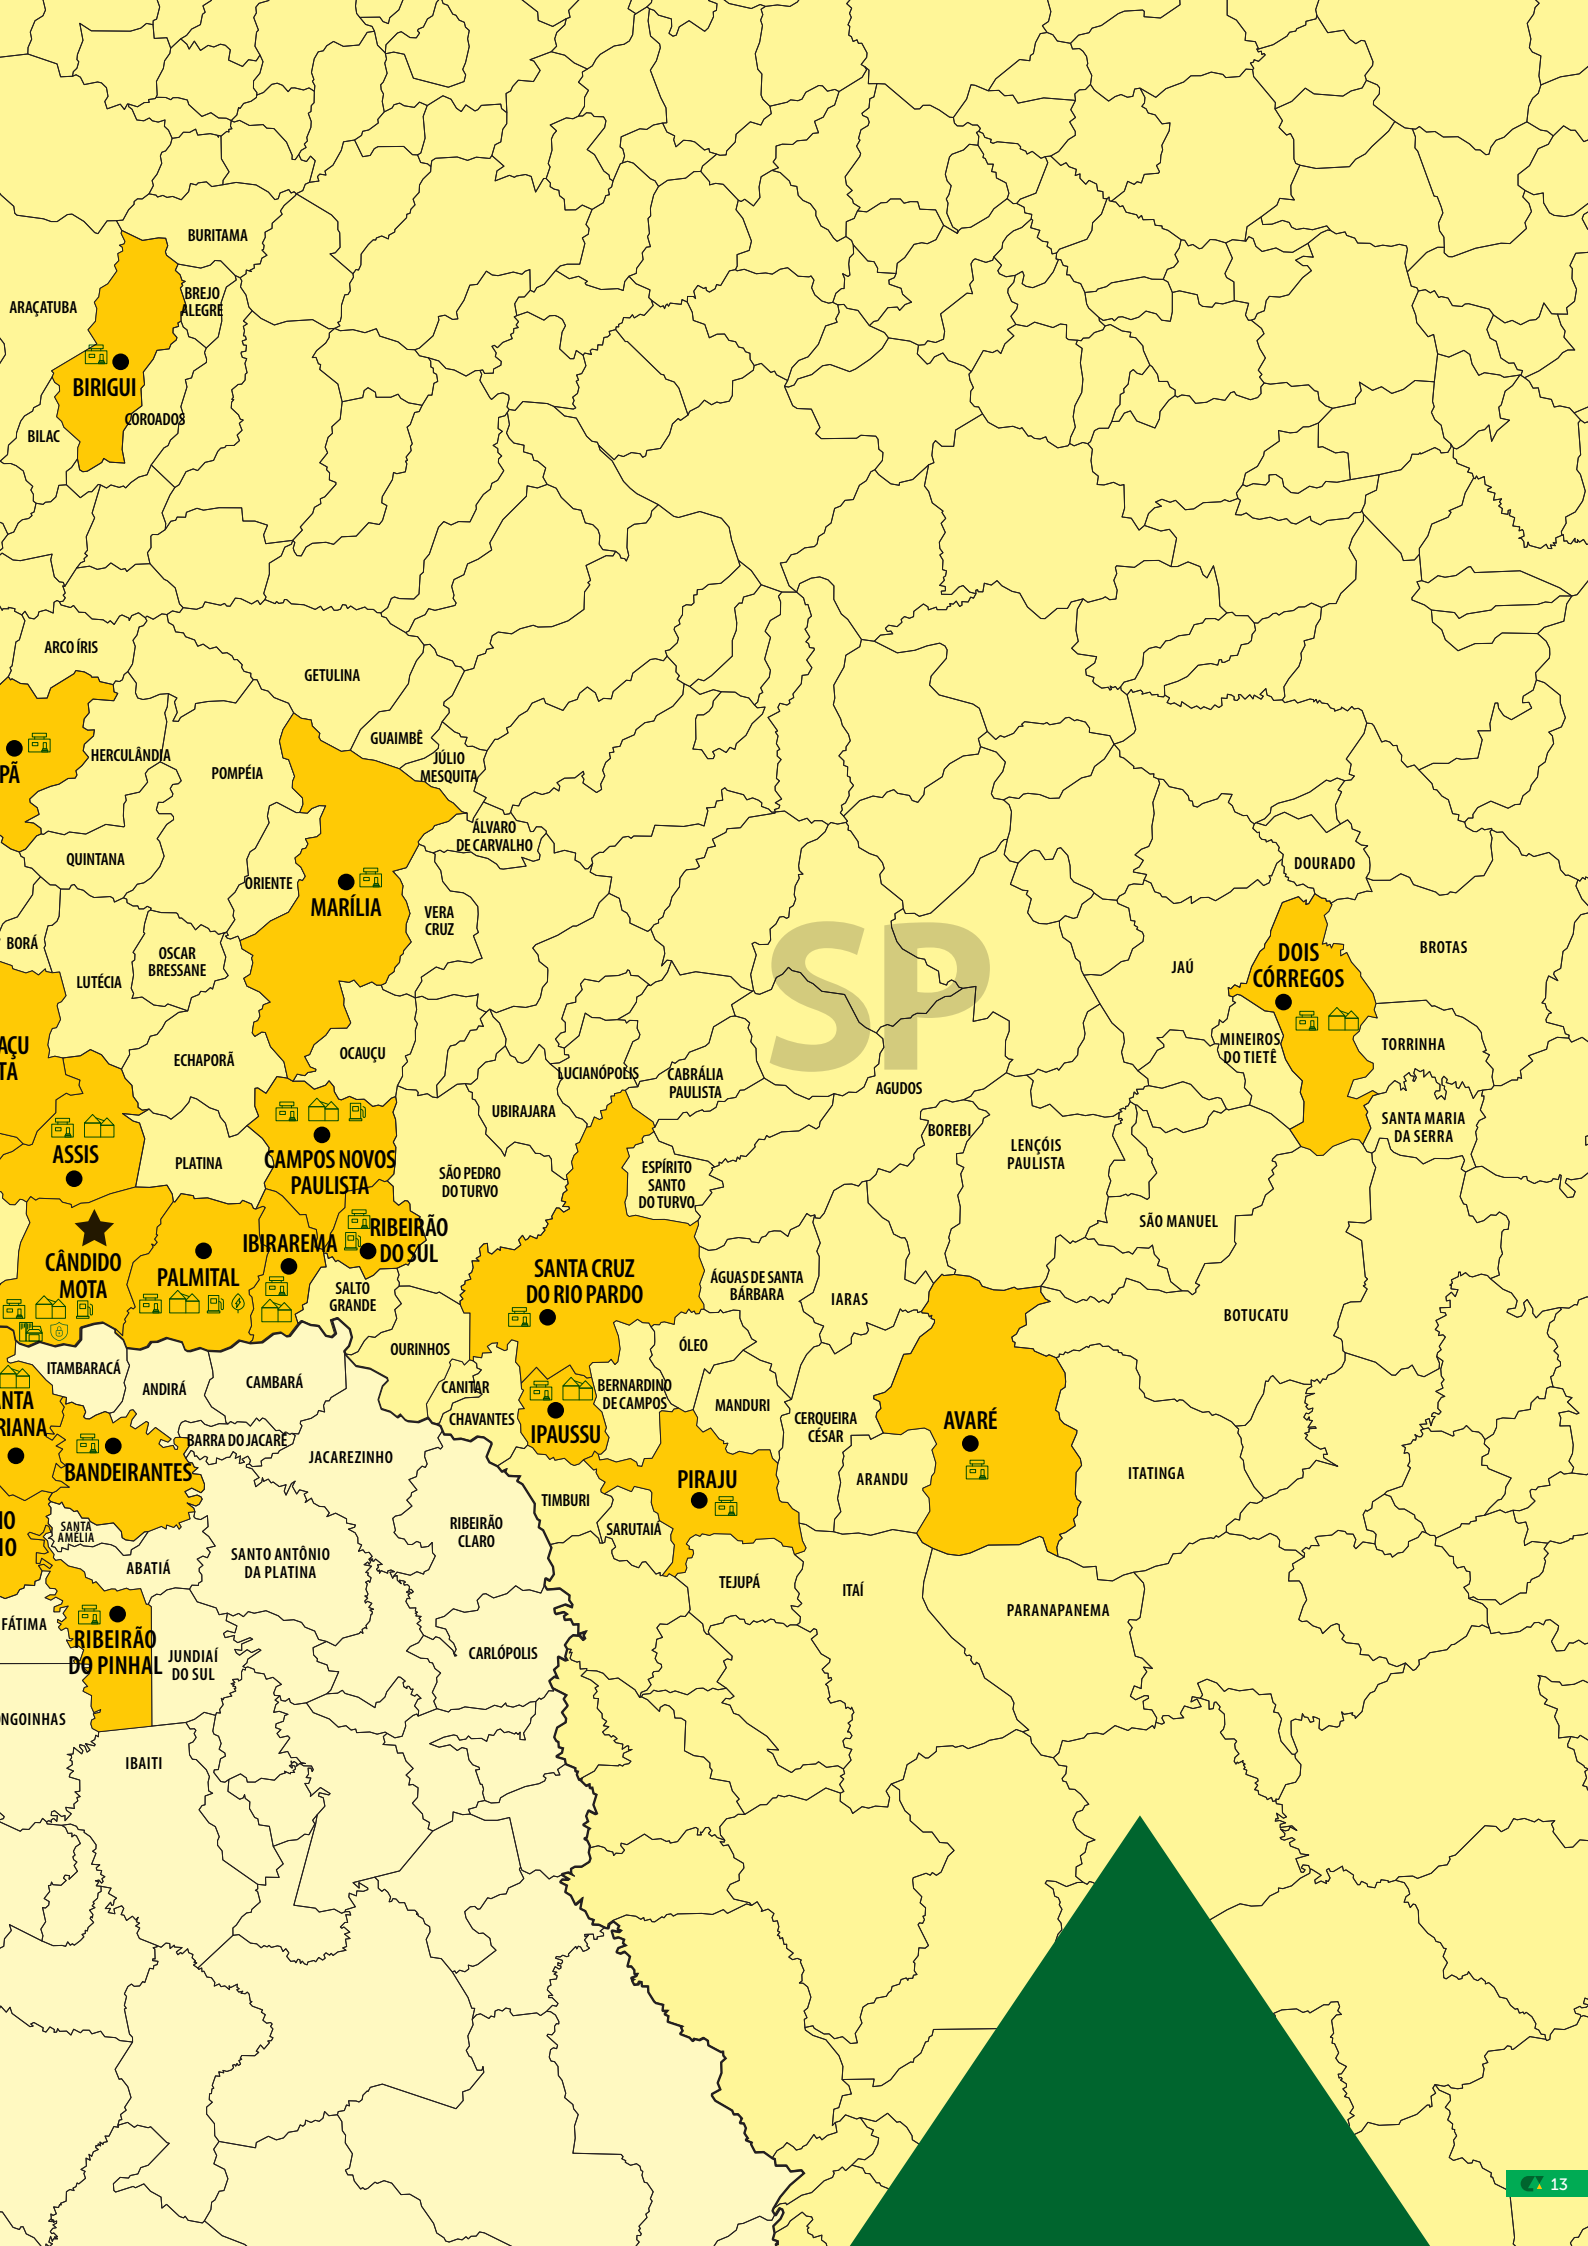 BURITAMA
ARAÇATUBA
BREJO
ALEGRE
BIRIGUI
COROADOS
BILAC
ARCO ÍRIS
GETULINA
GUAIMBÊ
PÃ
HERCULÂNDIA
POMPÉIA
JÚLIO
MESQUITA
ÁLVARO
DE CARVALHO
QUINTANA
ORIENTE
MARÍLIA
VERA
CRUZ
DOURADO
BORÁ
OSCAR
BRESSANE
LUTÉCIA
SP
JAÚ
DOIS
CÓRREGOS
BROTAS
AÇU
TA
ECHAPORÃ
OCAUÇU
LUCIANÓPOLIS
CABRÁLIA
PAULISTA
AGUDOS
MINEIROS
DO TIETÊ
TORRINHA
UBIRAJARA
BOREBI
SANTA MARIA
DA SERRA
ASSIS
PLATINA
CAMPOS NOVOS
PAULISTA
SÃO PEDRO
DO TURVO
ESPÍRITO
SANTO
DO TURVO
LENÇÓIS
PAULISTA
SÃO MANUEL
CÂNDIDO
MOTA
PALMITAL
IBIRAREMA
RIBEIRÃO
DO SUL
SALTO
GRANDE
SANTA CRUZ
DO RIO PARDO
ÁGUAS DE SANTA
BÁRBARA
IARAS
BOTUCATU
OURINHOS
ÓLEO
ITAMBARACÁ
ANDIRÁ
CAMBARÁ
CANITAR
CHAVANTES
IPAUSSU
BERNARDINO
DE CAMPOS
MANDURI
CERQUEIRA
CÉSAR
AVARÉ
NTA
RIANA
BANDEIRANTES
BARRA DO JACARÉ
JACAREZINHO
PIRAJU
ARANDU
ITATINGA
TIMBURI
SARUTAIÁ
IO
IO
SANTA
AMÉLIA
ABATIÁ
SANTO ANTÔNIO
DA PLATINA
RIBEIRÃO
CLARO
TEJUPÁ
ITAÍ
PARANAPANEMA
FÁTIMA
RIBEIRÃO
DO PINHAL
JUNDIAÍ
DO SUL
CARLÓPOLIS
NGOINHAS
IBAITI
13